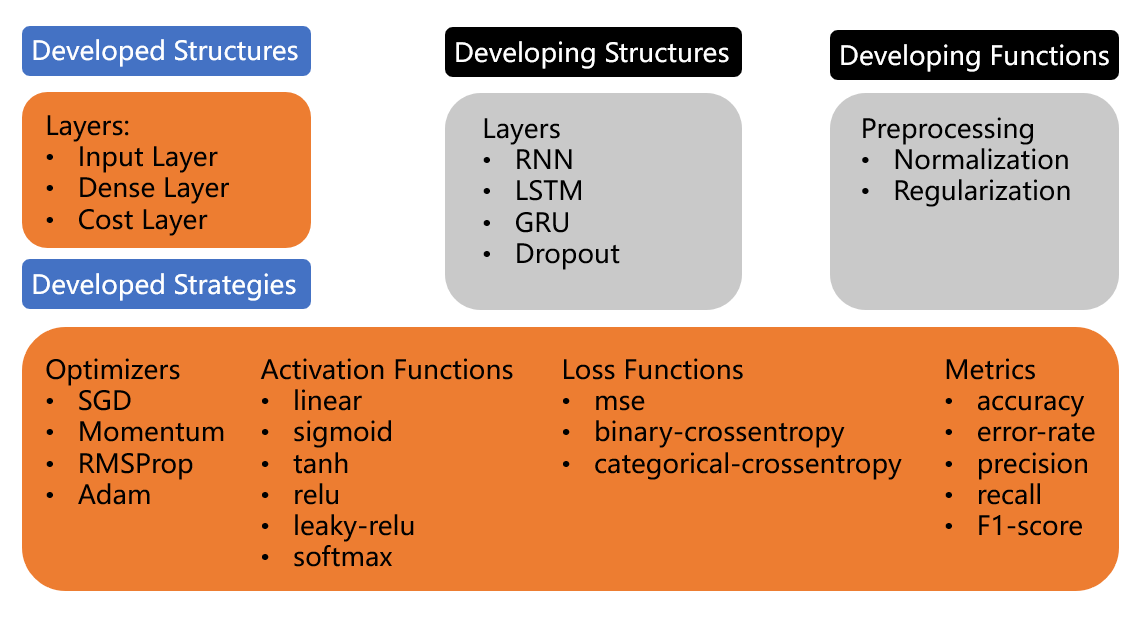 Developed Structures
Layers:
• Input Layer
• Dense Layer
• Cost Layer
Developing Structures
Layers
• RNN
• LSTM
• GRU
• Dropout
Developing Functions
Preprocessing
• Normalization
• Regularization
Developed Strategies
Optimizers
• SGD
• Momentum
• RMSProp
• Adam
Activation Functions
• linear
• sigmoid
• tanh
• relu
• leaky-relu
• softmax
Loss Functions
• mse
• binary-crossentropy
• categorical-crossentropy
Metrics
• accuracy
• error-rate
• precision
• recall
• F1-score